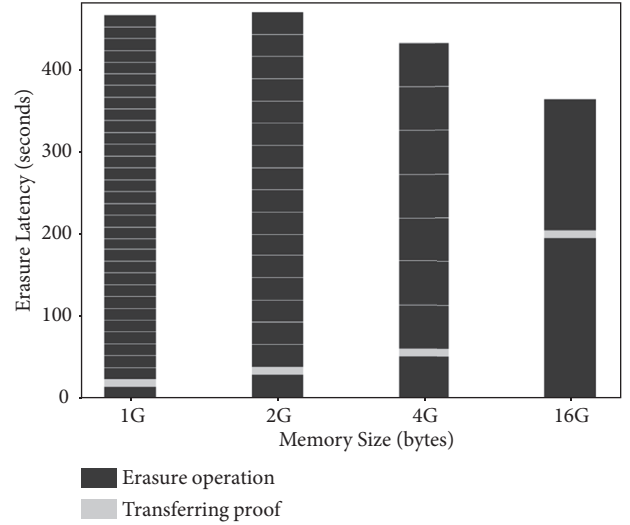 Erasure Latency (seconds)
400
300
200
100
0
1G 2G 4G 16G
Memory Size (bytes)
Erasure operation
Transferring proof